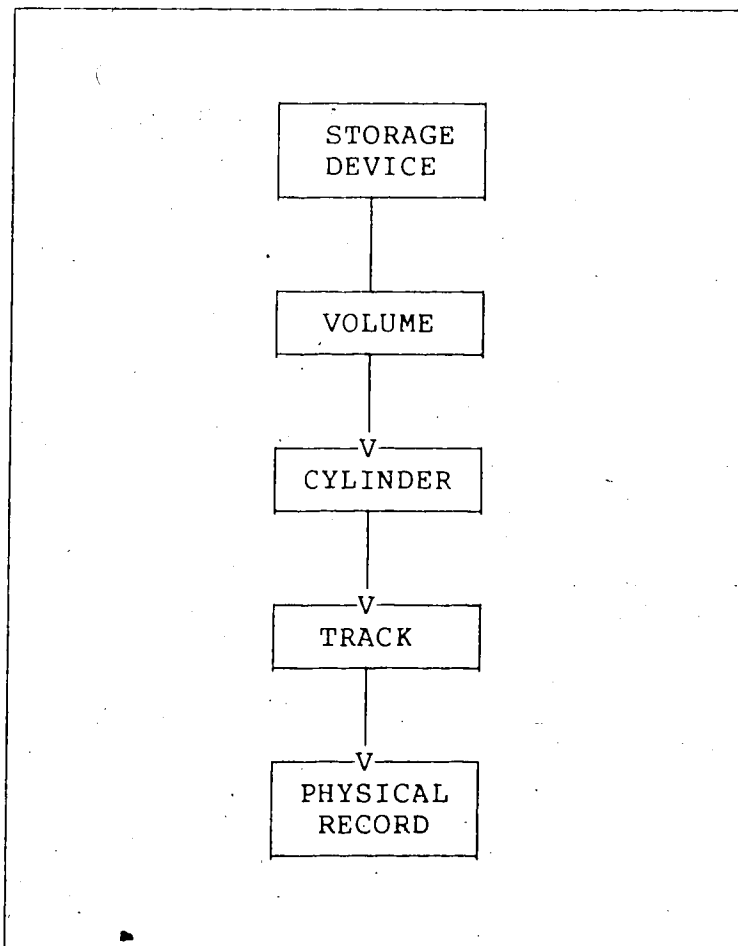 STORAGE
DEVICE
VOLUME
V
CYLINDER
V
TRACK
V
PHYSICAL
RECORD